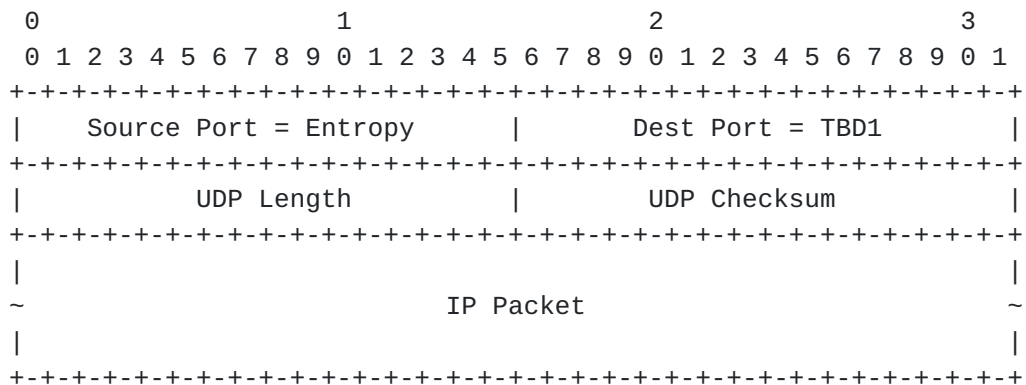 0                   1                   2                   3
 0 1 2 3 4 5 6 7 8 9 0 1 2 3 4 5 6 7 8 9 0 1 2 3 4 5 6 7 8 9 0 1
+-+-+-+-+-+-+-+-+-+-+-+-+-+-+-+-+-+-+-+-+-+-+-+-+-+-+-+-+-+-+-+-+
|    Source Port = Entropy      |       Dest Port = TBD1        |
+-+-+-+-+-+-+-+-+-+-+-+-+-+-+-+-+-+-+-+-+-+-+-+-+-+-+-+-+-+-+-+-+
|           UDP Length          |        UDP Checksum           |
+-+-+-+-+-+-+-+-+-+-+-+-+-+-+-+-+-+-+-+-+-+-+-+-+-+-+-+-+-+-+-+-+
|                                                               |
~                           IP Packet                           ~
|                                                               |
+-+-+-+-+-+-+-+-+-+-+-+-+-+-+-+-+-+-+-+-+-+-+-+-+-+-+-+-+-+-+-+-+